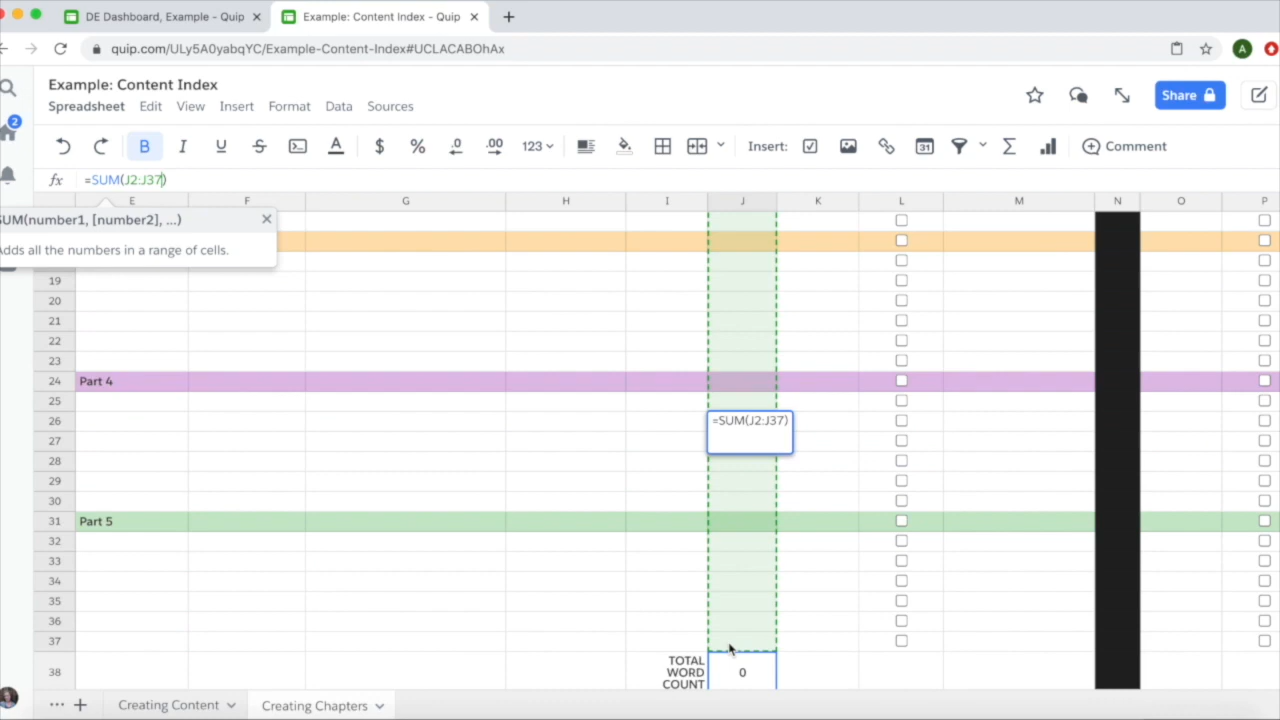 DE Dashboard, Example - Quip
Example: Content Index - Quip
quip.com/ULy5A0yabqYC/Example-Content-Index#UCLACABOhAx
A
Example: Content Index
Spreadsheet Edit View Insert Format Data Sources
Share
2
B I U S A $ % .0 .00 123 Insert: 31 Σ Comment
fx =SUM(J2:J37)
E F G H I J K L M N O P
SUM(number1, [number2], ...)
Adds all the numbers in a range of cells.
19
20
21
22
23
24 Part 4
25
26 =SUM(J2:J37)
27
28
29
30
31 Part 5
32
33
34
35
36
37
38 TOTAL
WORD 0
COUNT
Creating Content Creating Chapters